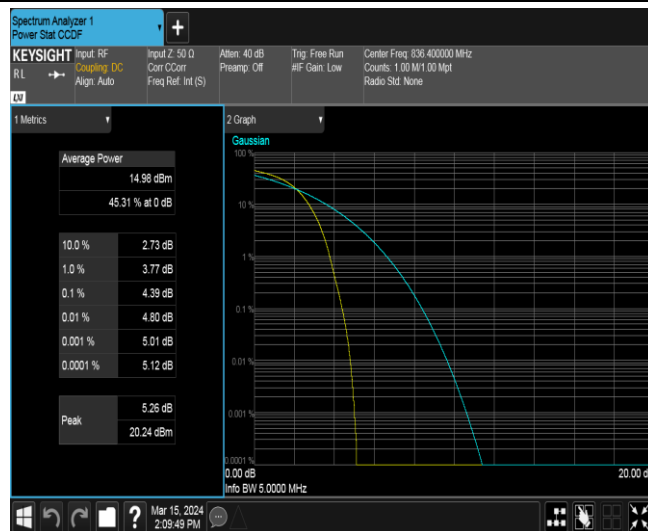 Spectrum Analyzer 1
Power Stat CCDF
+
KEYSIGHT
RL
LXI
Input: RF
Coupling: DC
Align: Auto
Input Z: 50 Ω
Corr CCorr
Freq Ref: Int (S)
Atten: 40 dB
Preamp: Off
Trig: Free Run
#IF Gain: Low
Center Freq: 836.400000 MHz
Counts: 1.00 M/1.00 Mpt
Radio Std: None
1 Metrics
Average Power
14.98 dBm
45.31 % at 0 dB
10.0 % 2.73 dB
1.0 % 3.77 dB
0.1 % 4.39 dB
0.01 % 4.80 dB
0.001 % 5.01 dB
0.0001 % 5.12 dB
Peak
5.26 dB
20.24 dBm
2 Graph
Gaussian
100 %
10 %
1 %
0.1 %
0.01 %
0.001 %
0.0001 %
0.00 dB
20.00 d
Info BW 5.0000 MHz
?
Mar 15, 2024
2:09:49 PM